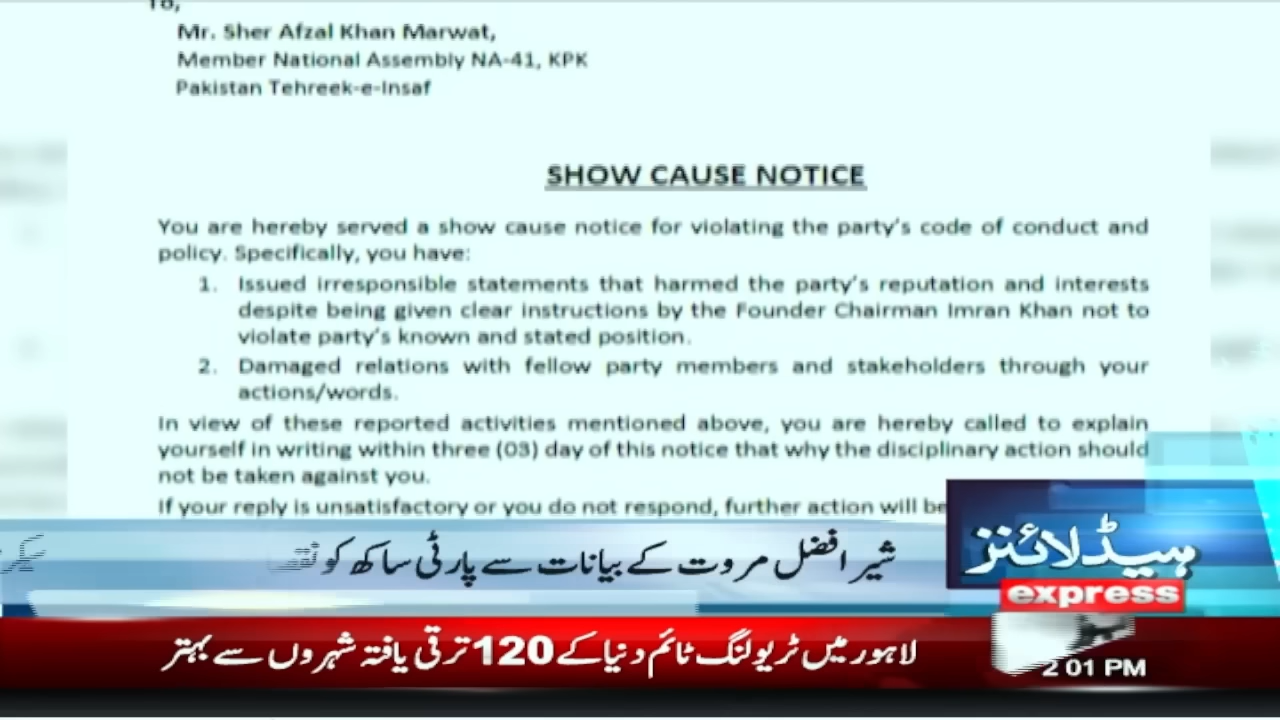 To,
Mr. Sher Afzal Khan Marwat,
Member National Assembly NA-41, KPK
Pakistan Tehreek-e-Insaf
SHOW CAUSE NOTICE
You are hereby served a show cause notice for violating the party's code of conduct and
policy. Specifically, you have:
1. Issued irresponsible statements that harmed the party's reputation and interests
despite being given clear instructions by the Founder Chairman Imran Khan not to
violate party's known and stated position.
2. Damaged relations with fellow party members and stakeholders through your
actions/words.
In view of these reported activities mentioned above, you are hereby called to explain
yourself in writing within three (03) day of this notice that why the disciplinary action should
not be taken against you.
If your reply is unsatisfactory or you do not respond, further action will be
شیر افضل مروت کے بیانات سے پارٹی ساکھ کو
ہیڈلائنز
express
لاہور میں ٹریولنگ ٹائم دنیا کے 120 ترقی یافتہ شہروں سے بہتر
2:01 PM